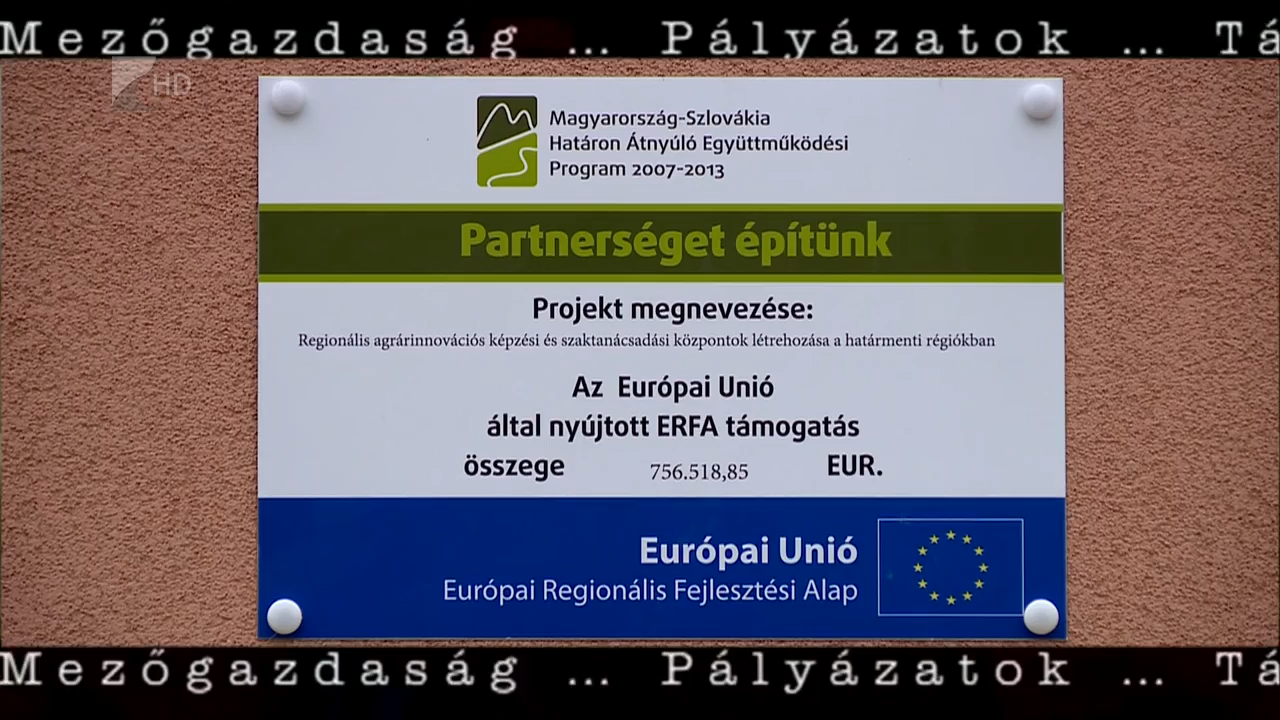 Mezőgazdaság ... Pályázatok ... Tá
HD
Magyarország-Szlovákia
Határon Átnyúló Együttműködési
Program 2007-2013
Partnerséget építünk
Projekt megnevezése:
Regionális agrárinnovációs képzési és szaktanácsadási központok létrehozása a határmenti régiókban
Az Európai Unió
által nyújtott ERFA támogatás
összege 756.518,85 EUR.
Európai Unió
Európai Regionális Fejlesztési Alap
Mezőgazdaság ... Pályázatok ... Tá